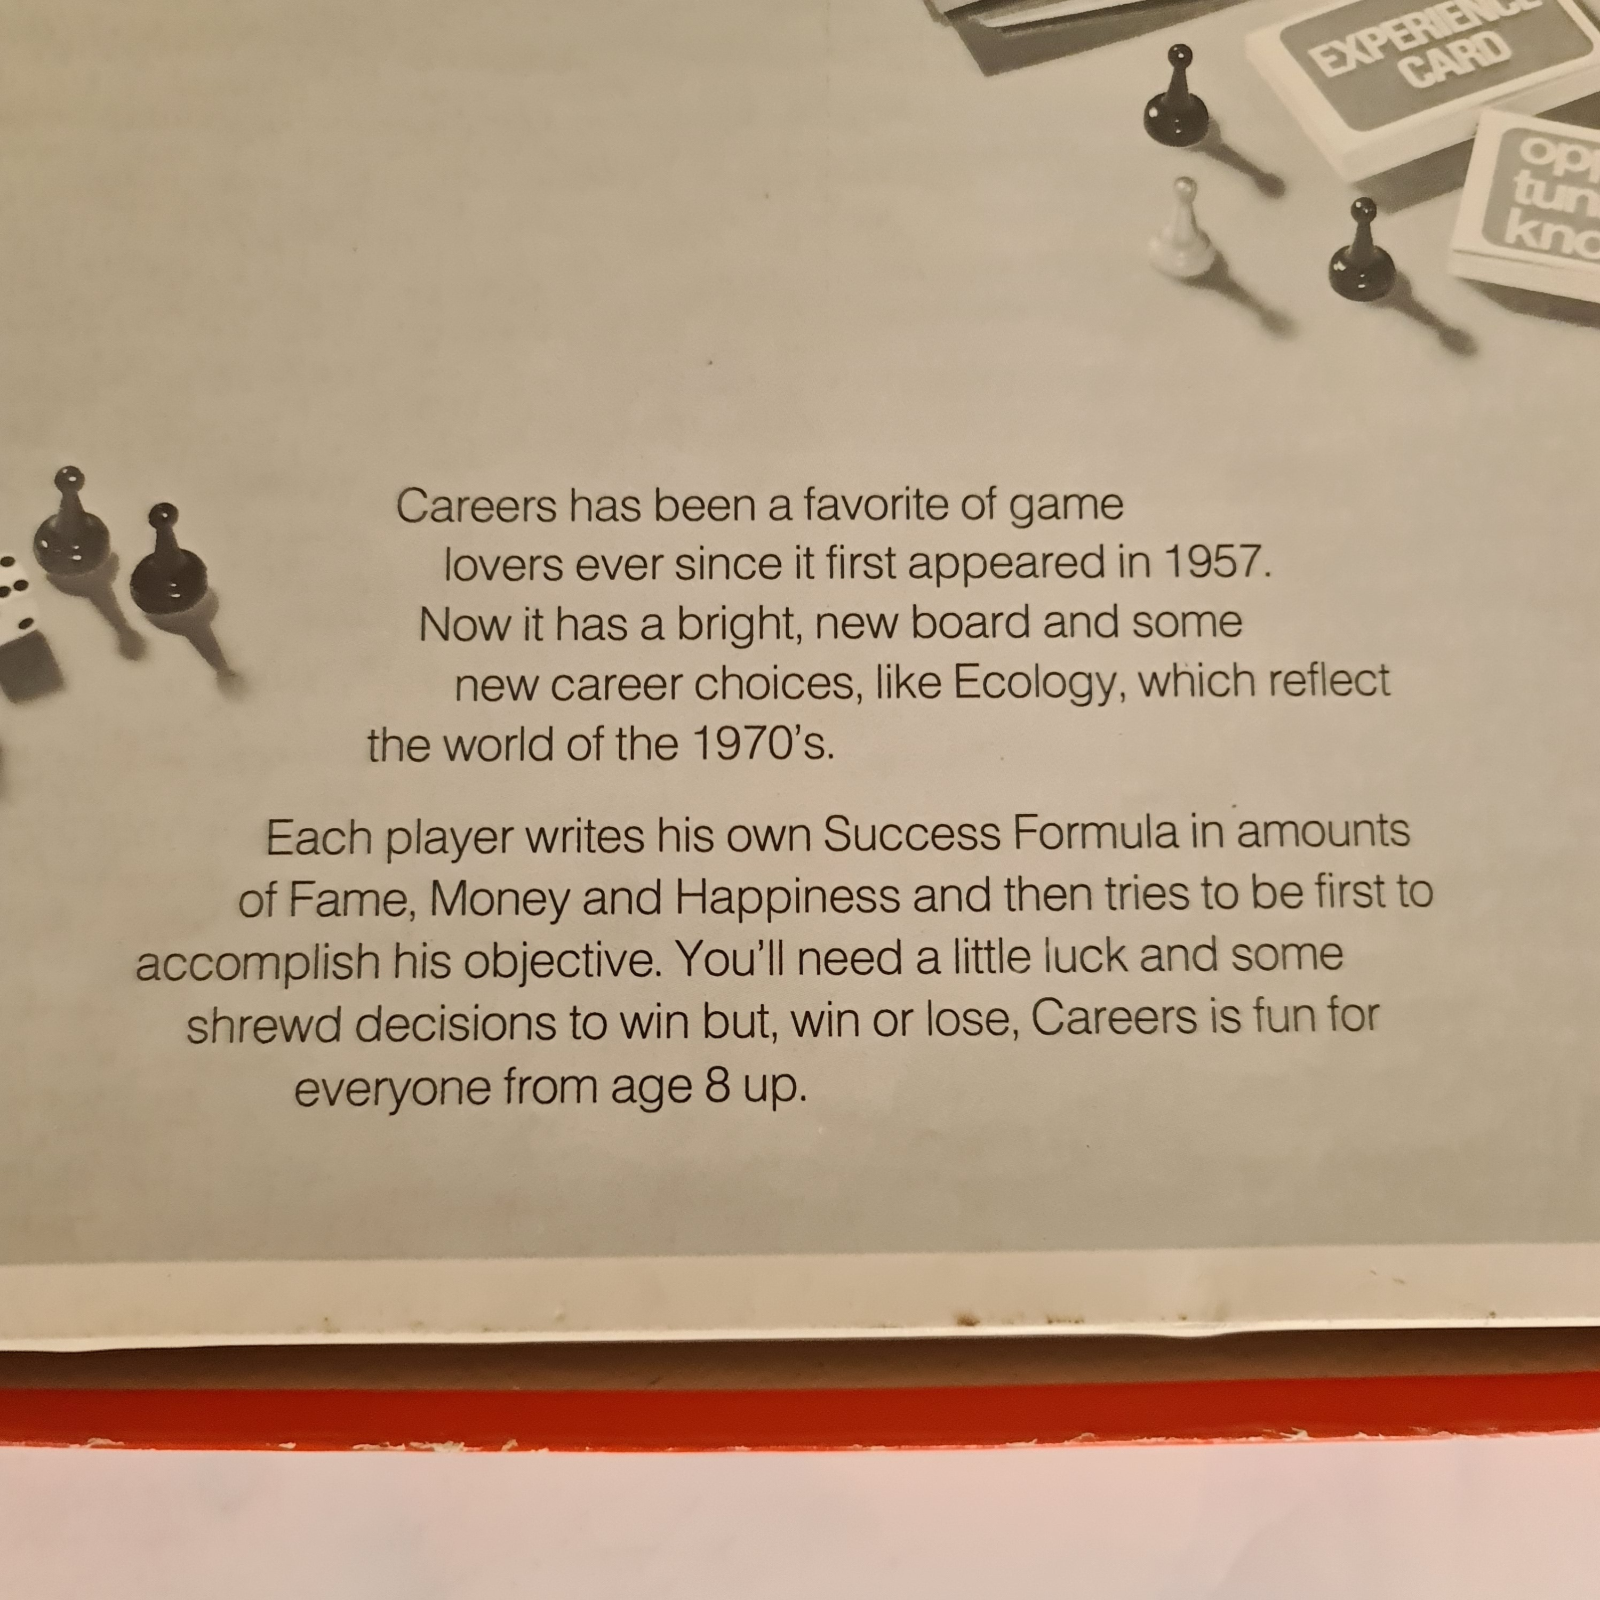 EXPERIENCE
CARD
Careers has been a favorite of game
lovers ever since it first appeared in 1957.
Now it has a bright, new board and some
new career choices, like Ecology, which reflect
the world of the 1970's.
Each player writes his own Success Formula in amounts
of Fame, Money and Happiness and then tries to be first to
accomplish his objective. You'll need a little luck and some
shrewd decisions to win but, win or lose, Careers is fun for
everyone from age 8 up.